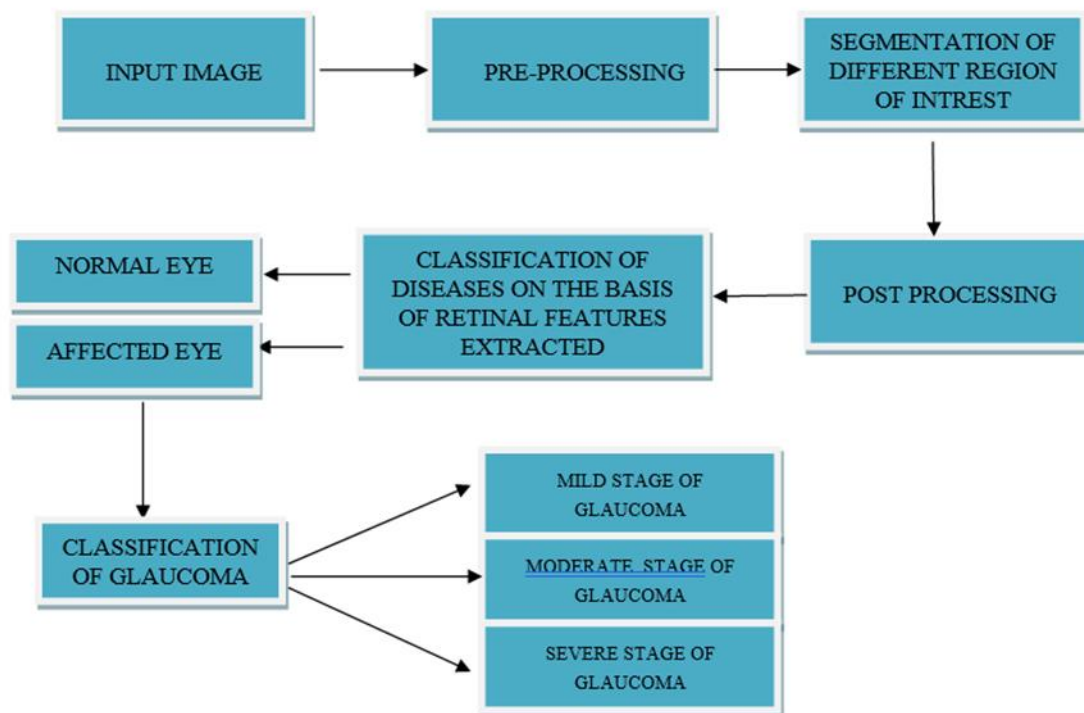 INPUT IMAGE
PRE-PROCESSING
SEGMENTATION OF
DIFFERENT REGION
OF INTREST
NORMAL EYE
AFFECTED EYE
CLASSIFICATION OF
DISEASES ON THE BASIS
OF RETINAL FEATURES
EXTRACTED
POST PROCESSING
CLASSIFICATION
OF GLAUCOMA
MILD STAGE OF
GLAUCOMA
MODERATE STAGE OF
GLAUCOMA
SEVERE STAGE OF
GLAUCOMA